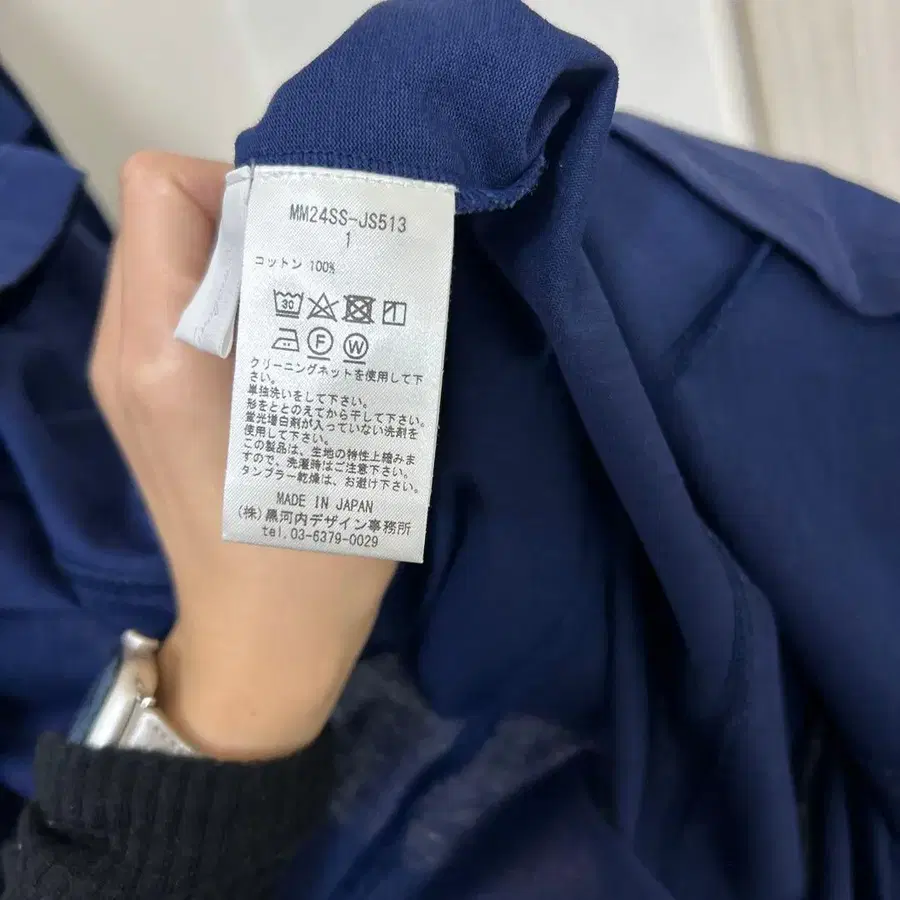 MM24SS-JS513
1
コットン 100%
30
F
W
クリーニングネットを使用して下
さい。
単独洗いをして下さい。
形をととのえてから干して下さい。
蛍光増白剤が入っていない洗剤を
使用して下さい。
この製品は、生地の特性上縮みま
すので、洗濯時はご注意下さい。
タンブラー乾燥は、お避け下さい。
MADE IN JAPAN
(株)黒河内デザイン事務所
tel.03-6379-0029